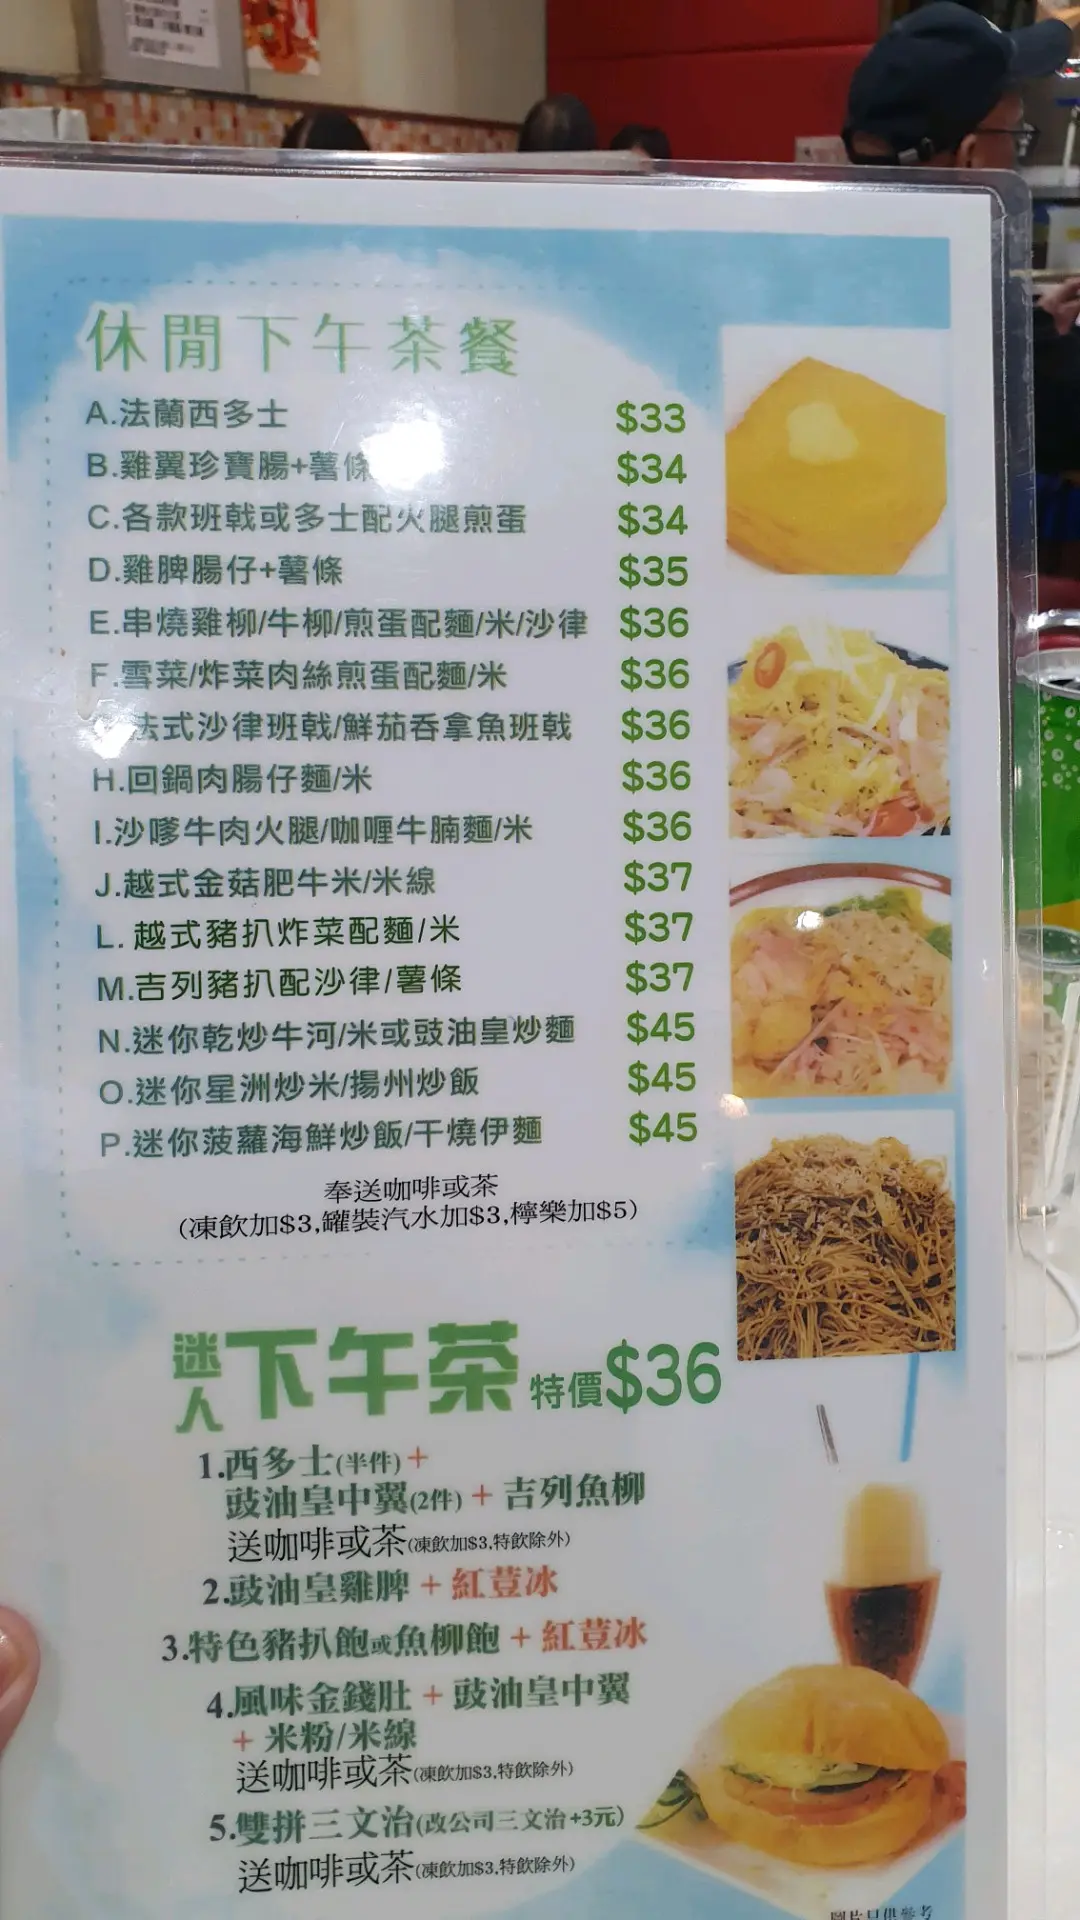 休閒下午茶餐
A.法蘭西多士 $33
B.雞翼珍寶腸+薯條 $34
C.各款班戟或多士配火腿煎蛋 $34
D.雞脾腸仔+薯條 $35
E.串燒雞柳/牛柳/煎蛋配麵/米/沙律 $36
F.雪菜/炸菜肉絲煎蛋配麵/米 $36
法式沙律班戟/鮮茄吞拿魚班戟 $36
H.回鍋肉腸仔麵/米 $36
I.沙嗲牛肉火腿/咖喱牛腩麵/米 $36
J.越式金菇肥牛米/米線 $37
L.越式豬扒炸菜配麵/米 $37
M.吉列豬扒配沙律/薯條 $37
N.迷你乾炒牛河/米或豉油皇炒麵 $45
O.迷你星洲炒米/揚州炒飯 $45
P.迷你菠蘿海鮮炒飯/干燒伊麵 $45
奉送咖啡或茶
(凍飲加$3,罐裝汽水加$3,檸樂加$5)
迷人下午茶 特價$36
1.西多士(半件)+
豉油皇中翼(2件)+吉列魚柳
送咖啡或茶(凍飲加$3,特飲除外)
2.豉油皇雞脾+紅荳冰
3.特色豬扒飽或魚柳飽+紅荳冰
4.風味金錢肚+豉油皇中翼
+米粉/米線
送咖啡或茶(凍飲加$3,特飲除外)
5.雙拼三文治(改公司三文治+3元)
送咖啡或茶(凍飲加$3,特飲除外)
圖片只供參考